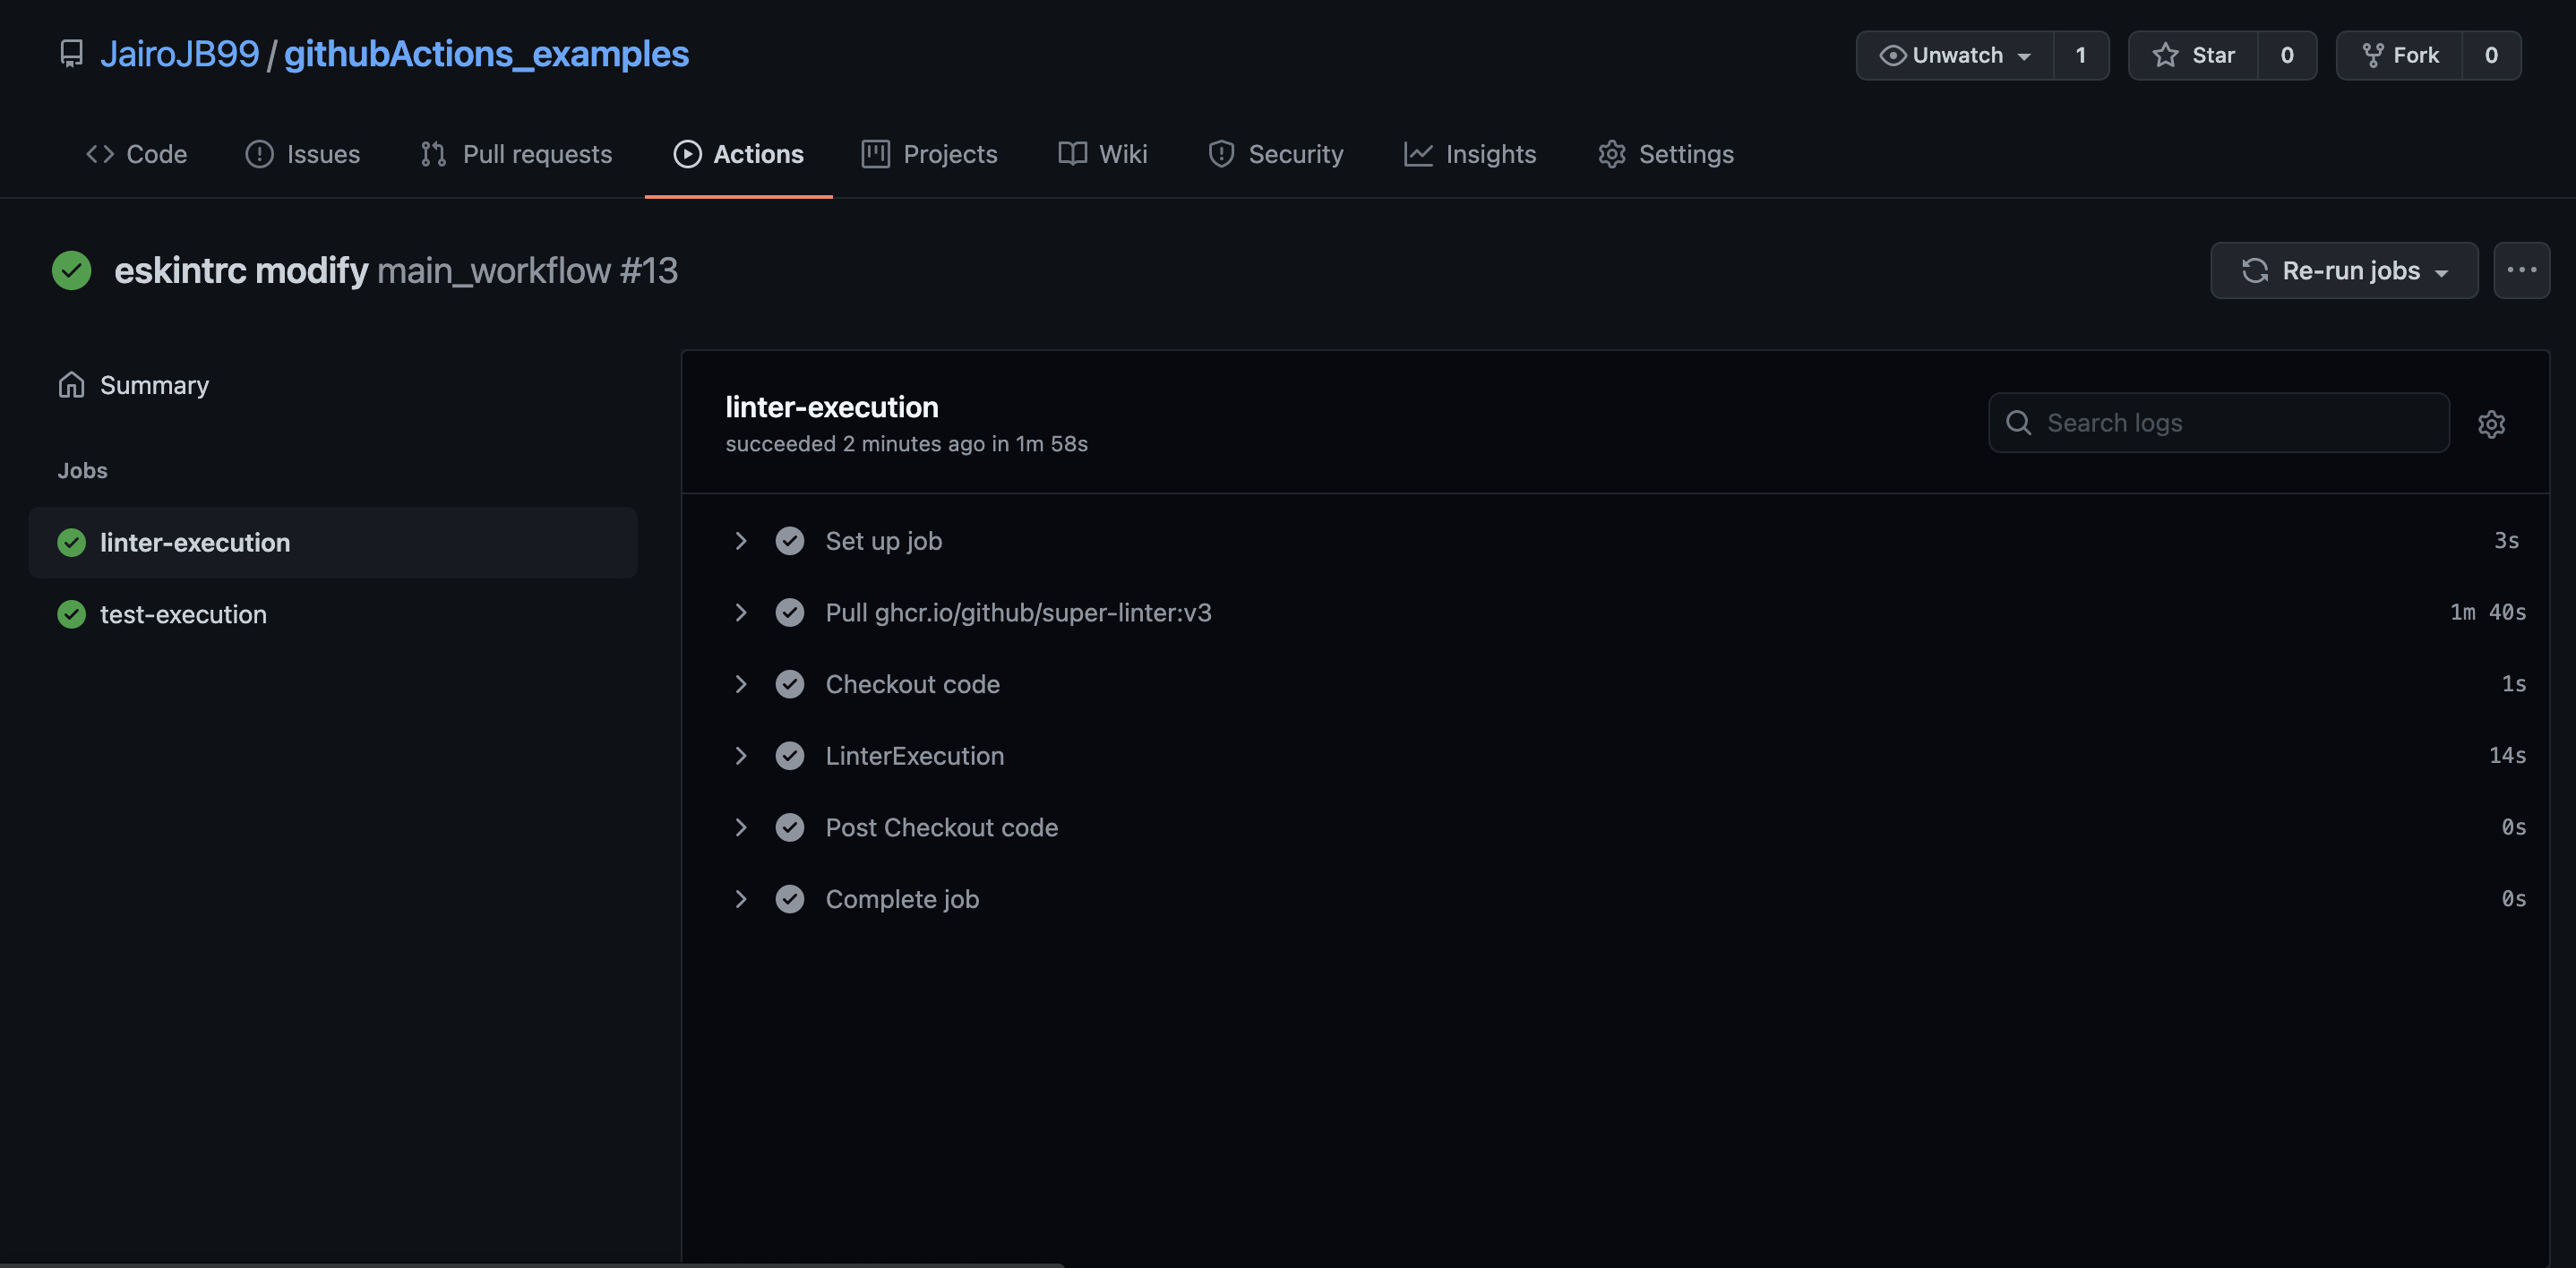 JairoJB99 / githubActions_examples
Unwatch 1 Star 0 Fork 0
Code Issues Pull requests Actions Projects Wiki Security Insights Settings
eskintrc modify main_workflow #13
Re-run jobs
Summary
Jobs
linter-execution
test-execution
linter-execution
succeeded 2 minutes ago in 1m 58s
Search logs
Set up job 3s
Pull ghcr.io/github/super-linter:v3 1m 40s
Checkout code 1s
LinterExecution 14s
Post Checkout code 0s
Complete job 0s